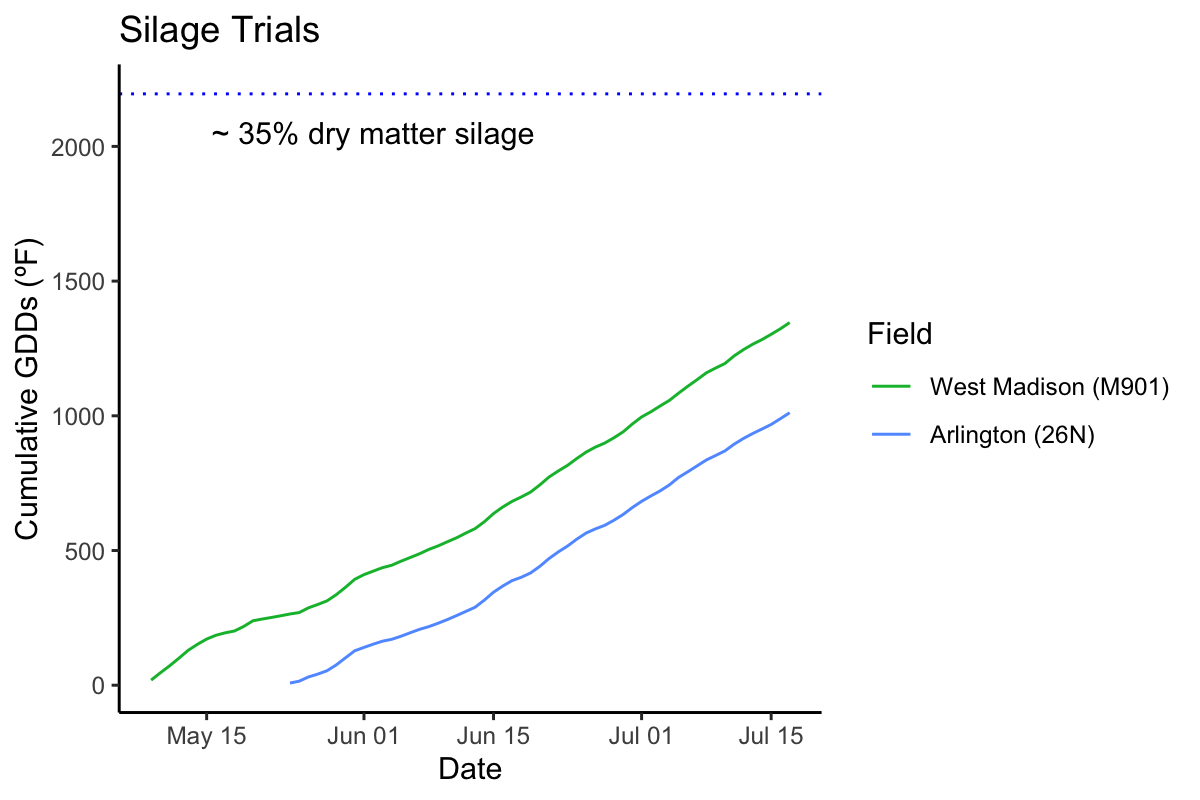 Silage Trials
~ 35% dry matter silage
Cumulative GDDs (ºF)
2000
1500
1000
500
0
May 15
Jun 01
Jun 15
Jul 01
Jul 15
Date
Field
West Madison (M901)
Arlington (26N)